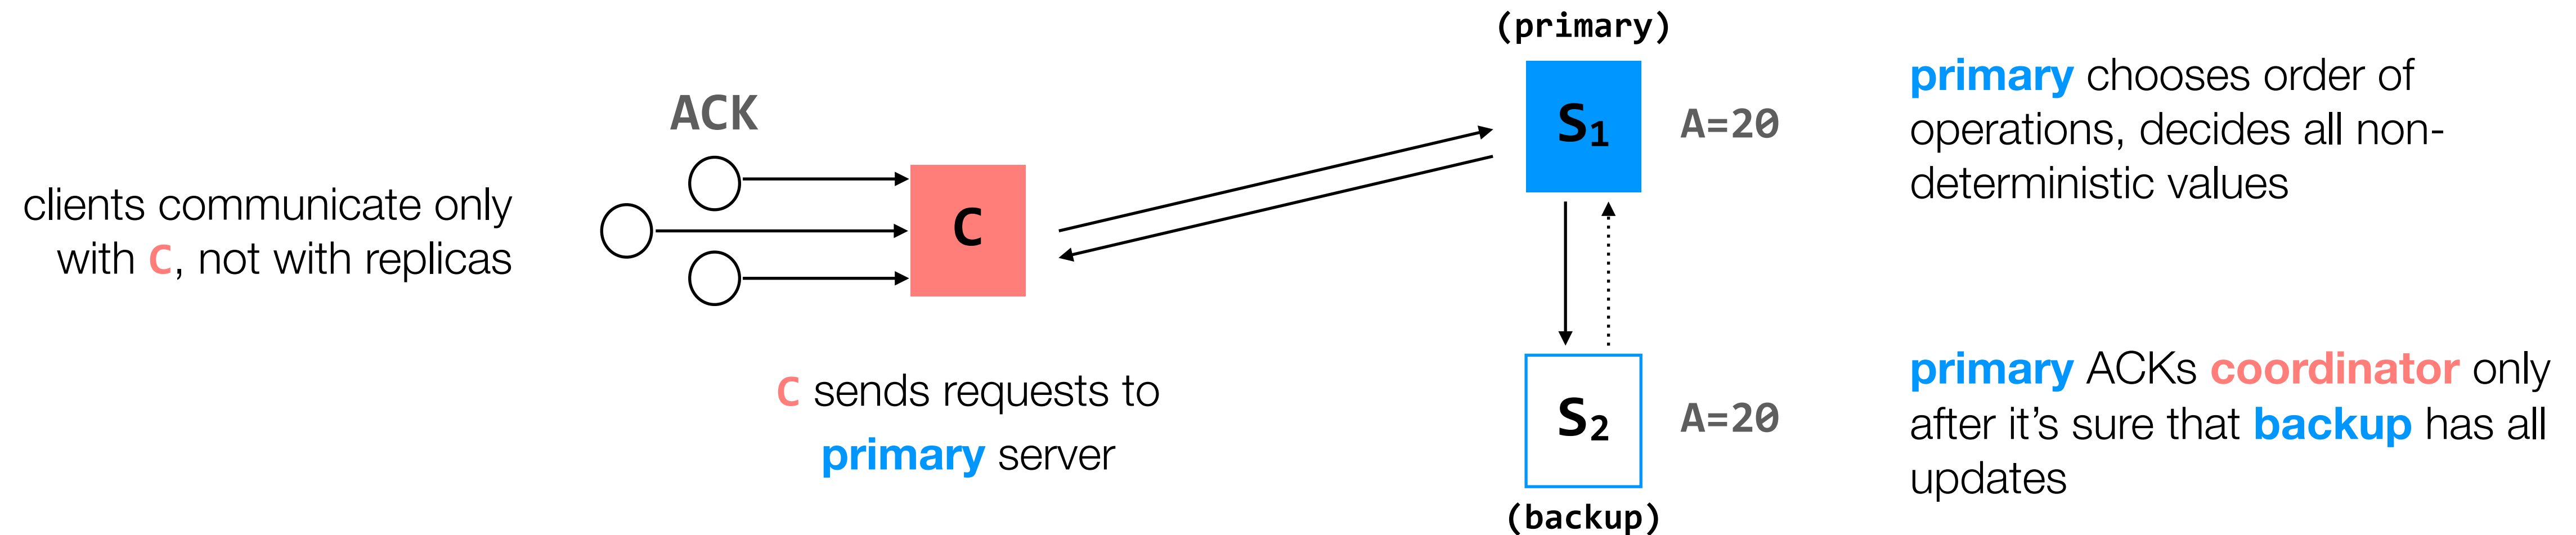 clients communicate only
with C, not with replicas
ACK
C
C sends requests to
primary server
(primary)
S₁
A=20
S₂
A=20
(backup)
primary chooses order of
operations, decides all non-
deterministic values
primary ACKs coordinator only
after it’s sure that backup has all
updates